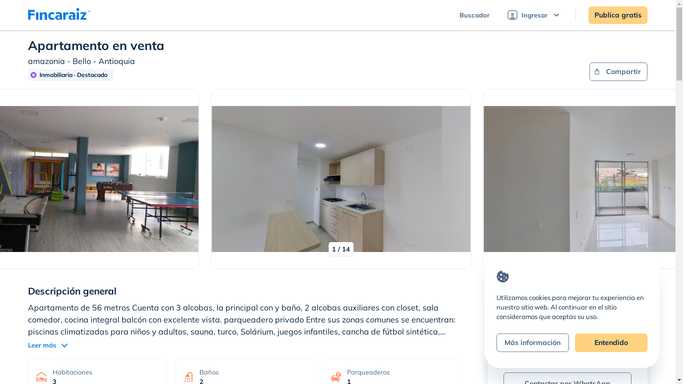 Fincaraiz
Buscador
Ingresar
Publica gratis
Apartamento en venta
amazonia - Bello - Antioquia
Inmobiliaria · Destacado
Compartir
1 / 14
Descripción general
Apartamento de 56 metros Cuenta con 3 alcobas, la principal con y baño, 2 alcobas auxiliares con closet, sala
comedor, cocina integral balcón con excelente vista. parqueadero privado Entre sus zonas comunes se encuentran:
piscinas climatizadas para niños y adultos, sauna, turco, Solárium, juegos infantiles, cancha de fútbol sintética,...
Leer más
Utilizamos cookies para mejorar tu experiencia en
nuestro sitio web. Al continuar en el sitio
consideramos que aceptas su uso.
Más información
Entendido
Habitaciones
3
Baños
2
Parqueaderos
1
Contactar por WhatsApp